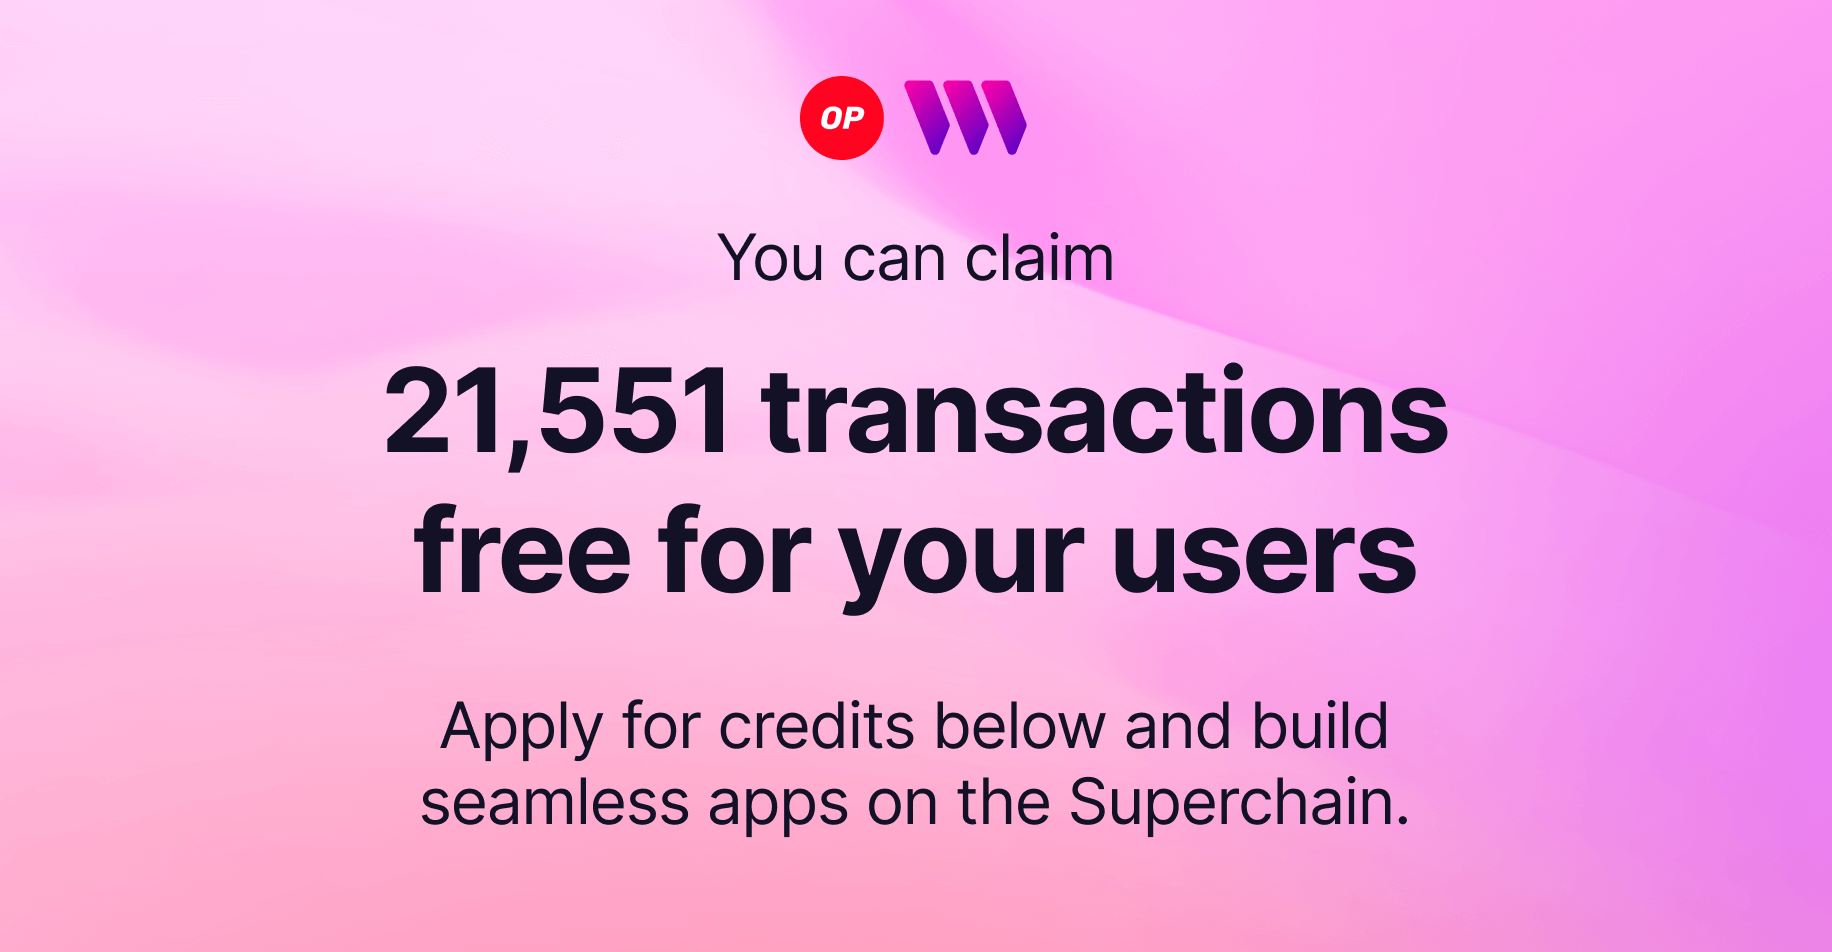 OP
You can claim
21,551 transactions
free for your users
Apply for credits below and build
seamless apps on the Superchain.